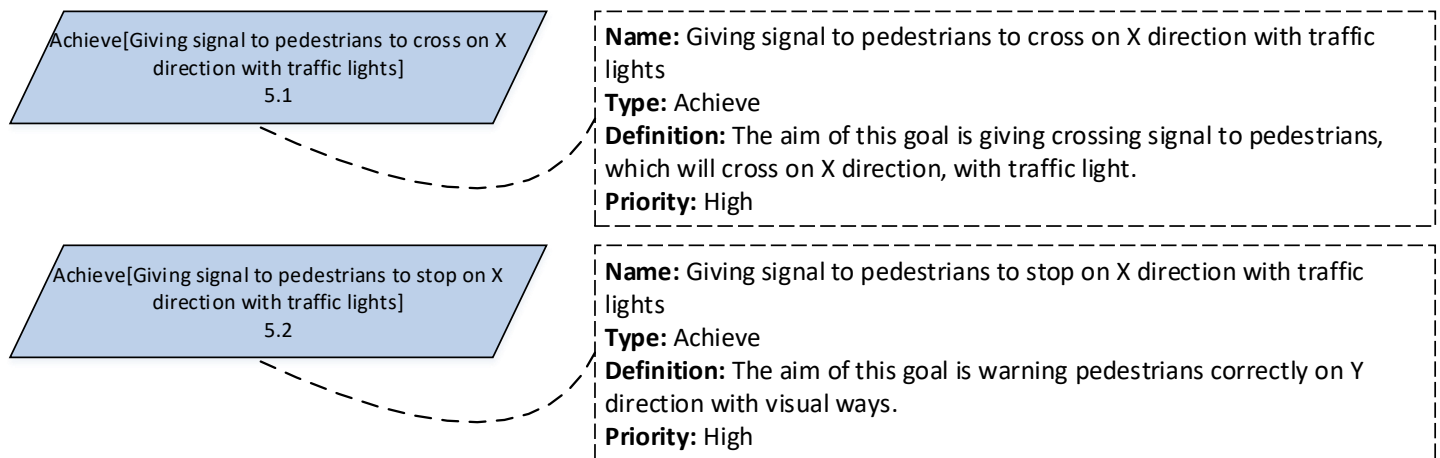 Achieve[Giving signal to pedestrians to cross on X
direction with traffic lights]
5.1
Name: Giving signal to pedestrians to cross on X direction with traffic
lights
Type: Achieve
Definition: The aim of this goal is giving crossing signal to pedestrians,
which will cross on X direction, with traffic light.
Priority: High
Achieve[Giving signal to pedestrians to stop on X
direction with traffic lights]
5.2
Name: Giving signal to pedestrians to stop on X direction with traffic
lights
Type: Achieve
Definition: The aim of this goal is warning pedestrians correctly on Y
direction with visual ways.
Priority: High